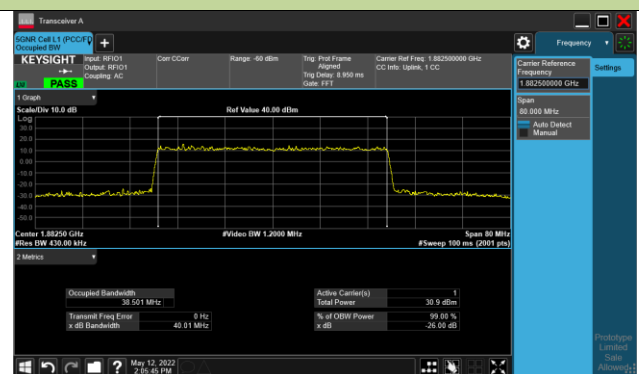 Transceiver A
5GNR Cell L1 (PCC/FD
Occupied BW
KEYSIGHT
Input: RFIO1
Output: RFIO1
Coupling: AC
Corr CCorr
Range: -60 dBm
Trig: Prst Frame
Aligned
Trig Delay: 8.950 ms
Gate: FFT
Carrier Ref Freq: 1.882500000 GHz
CC Info: Uplink, 1 CC
PASS
1 Graph
Scale/Div 10.0 dB
Ref Value 40.00 dBm
Log
30.0
20.0
10.0
0.00
-10.0
-20.0
-30.0
-40.0
-50.0
Center 1.88250 GHz
#Video BW 1.2000 MHz
Span 80 MHz
#Res BW 430.00 kHz
#Sweep 100 ms (2001 pts)
2 Metrics
Occupied Bandwidth
38.501 MHz
Active Carrier(s)
1
Total Power
30.9 dBm
Transmit Freq Error
0 Hz
x dB Bandwidth
40.01 MHz
% of OBW Power
99.00 %
x dB
-26.00 dB
May 12, 2022
2:05:45 PM
Frequency
Carrier Reference
Frequency
1.882500000 GHz
Span
80.000 MHz
Auto Detect
Manual
Settings
Prototype
Limited
Sale
Allowed